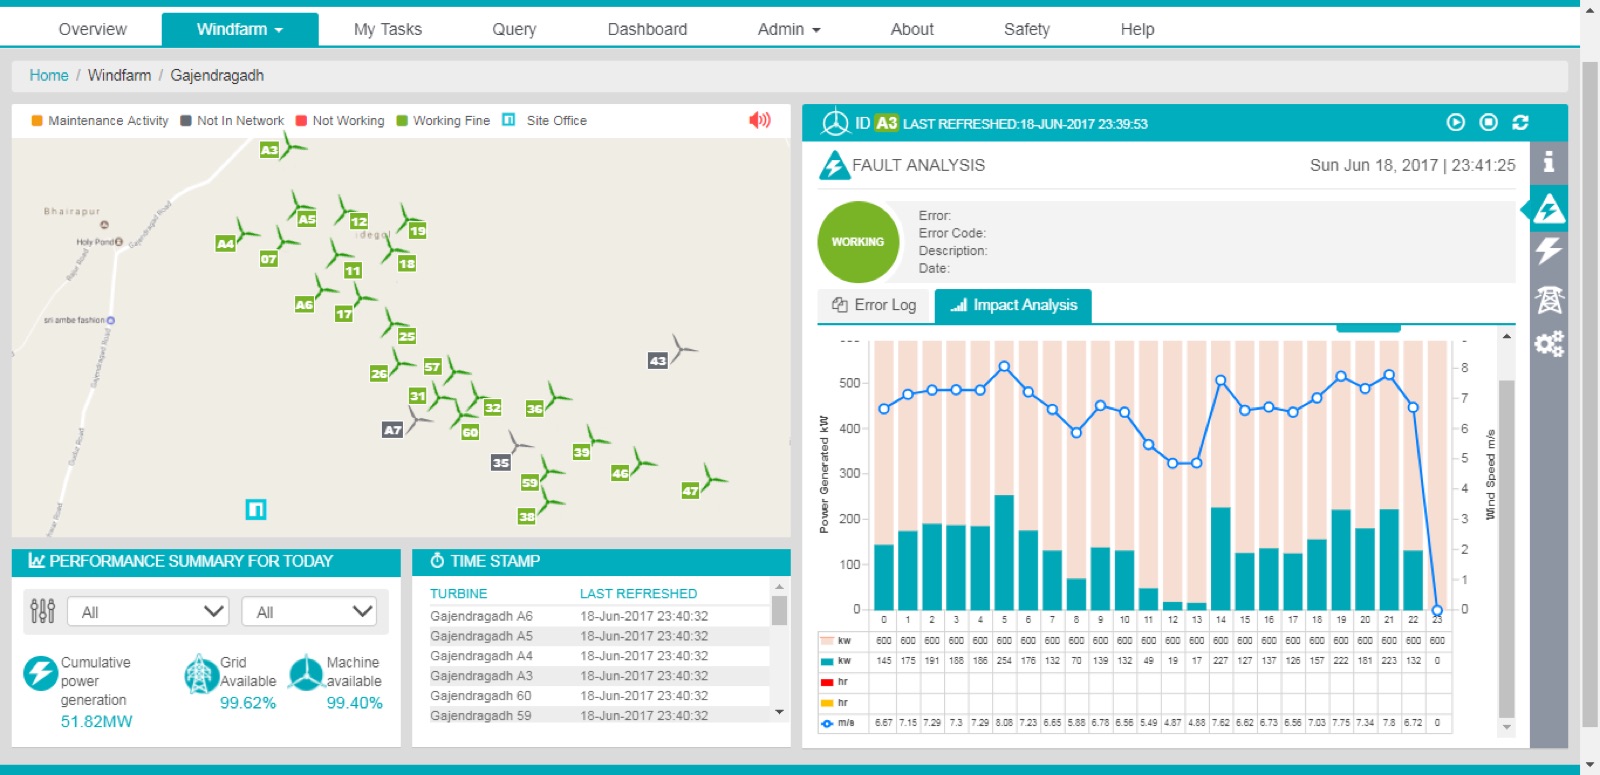 Overview Windfarm My Tasks Query Dashboard Admin About Safety Help
Home / Windfarm / Gajendragadh
Maintenance Activity Not In Network Not Working Working Fine Site Office
A3
Bhairapur
Holy Pond
Gajendragad Road
A5
12
19
A4
07
idegol
11
18
A6
17
sri.ambe fashion
25
26
57
43
Gajendragad Road
31
32
36
A7
60
35
39
59
46
47
38
PERFORMANCE SUMMARY FOR TODAY
All All
Cumulative power generation
51.82MW
Grid Available
99.62%
Machine available
99.40%
TIME STAMP
TURBINE LAST REFRESHED
Gajendragadh A6 18-Jun-2017 23:40:32
Gajendragadh A5 18-Jun-2017 23:40:32
Gajendragadh A4 18-Jun-2017 23:40:32
Gajendragadh A3 18-Jun-2017 23:40:32
Gajendragadh 60 18-Jun-2017 23:40:32
Gajendragadh 59 18-Jun-2017 23:40:32
ID A3 LAST REFRESHED:18-JUN-2017 23:39:53
FAULT ANALYSIS Sun Jun 18, 2017 | 23:41:25
WORKING
Error:
Error Code:
Description:
Date:
Error Log Impact Analysis
Power Generated kW
500
400
300
200
100
0
8
7
6
5
4
3
2
1
0
Wind Speed m/s
0 1 2 3 4 5 6 7 8 9 10 11 12 13 14 15 16 17 18 19 20 21 22 23
kw 600 600 600 600 600 600 600 600 600 600 600 600 600 600 600 600 600 600 600 600 600 600 600 600
kw 145 175 191 188 186 254 176 132 70 139 132 49 19 17 227 127 137 126 157 222 181 223 132 0
hr
hr
m/s 6.67 7.15 7.29 7.3 7.29 8.08 7.23 6.65 5.88 6.78 6.56 5.49 4.87 4.88 7.62 6.62 6.73 6.56 7.03 7.75 7.34 7.8 6.72 0